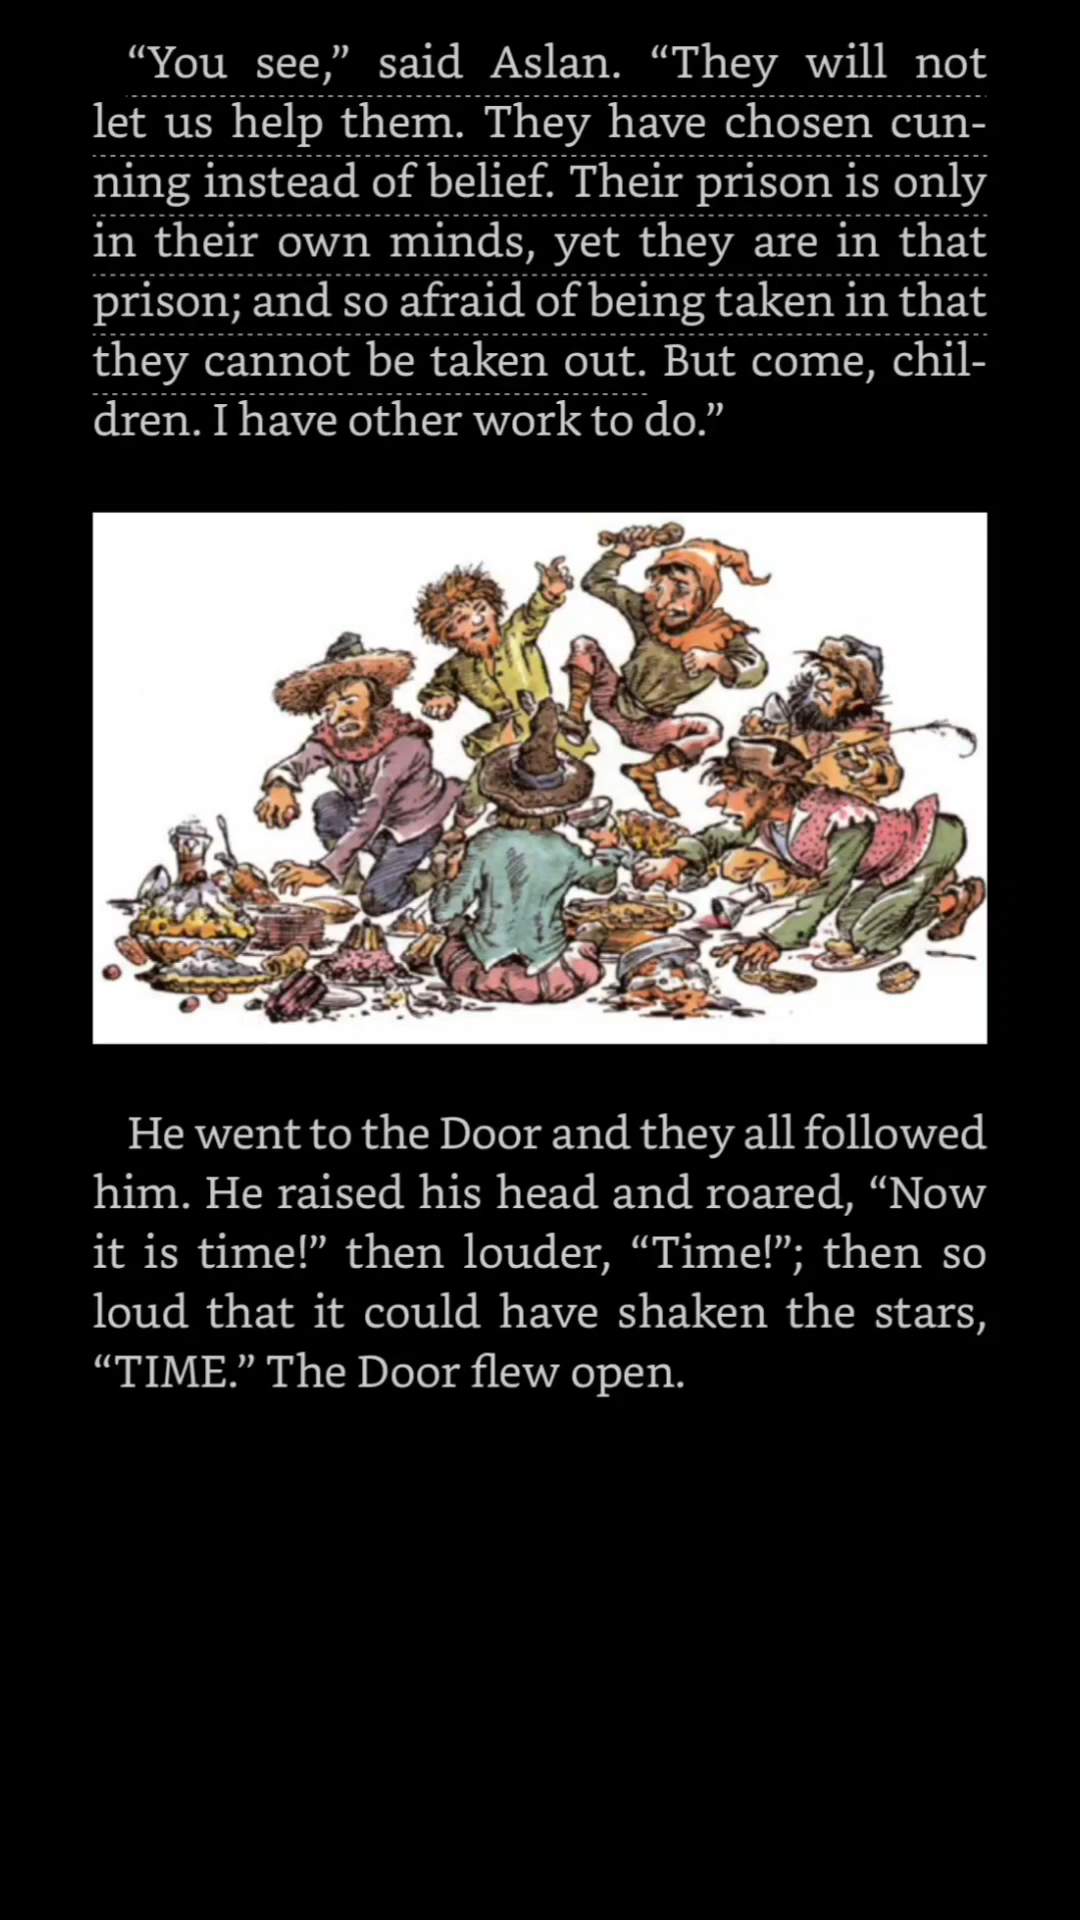 “You see,” said Aslan. “They will not
let us help them. They have chosen cun-
ning instead of belief. Their prison is only
in their own minds, yet they are in that
prison; and so afraid of being taken in that
they cannot be taken out. But come, chil-
dren. I have other work to do.”
He went to the Door and they all followed
him. He raised his head and roared, “Now
it is time!” then louder, “Time!”; then so
loud that it could have shaken the stars,
“TIME.” The Door flew open.